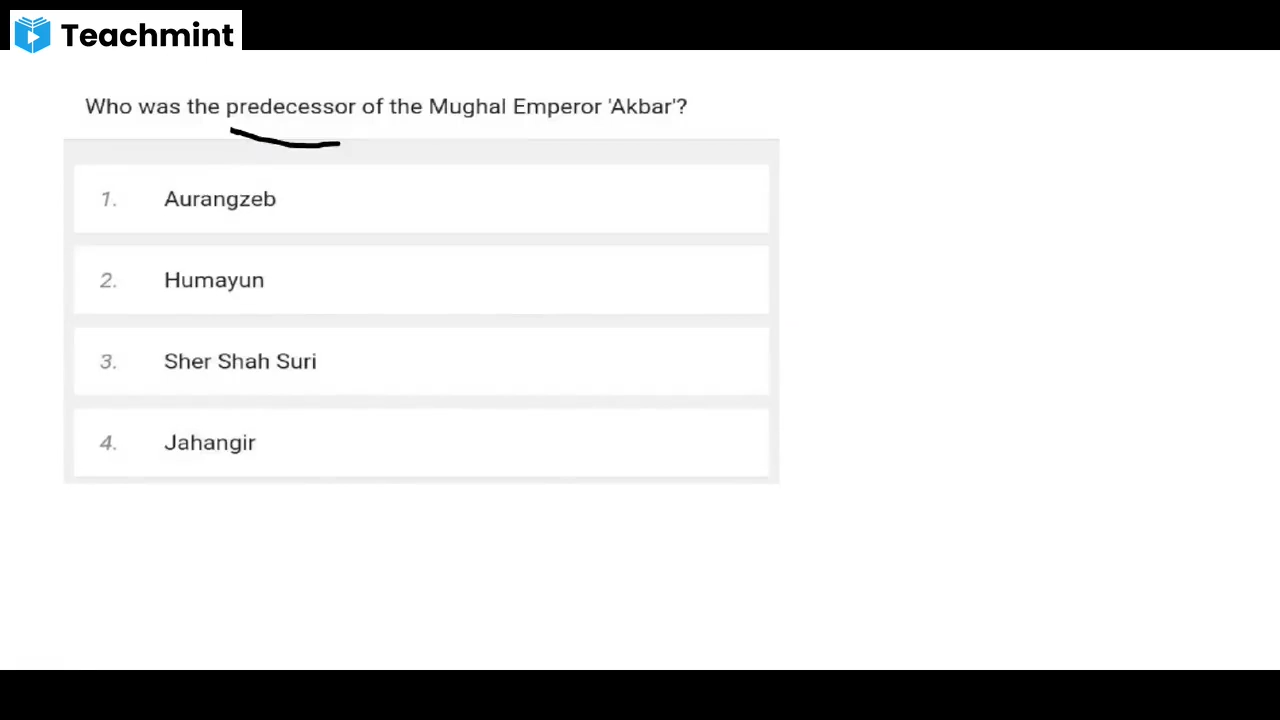 Teachmint
Who was the predecessor of the Mughal Emperor 'Akbar'?
1. Aurangzeb
2. Humayun
3. Sher Shah Suri
4. Jahangir